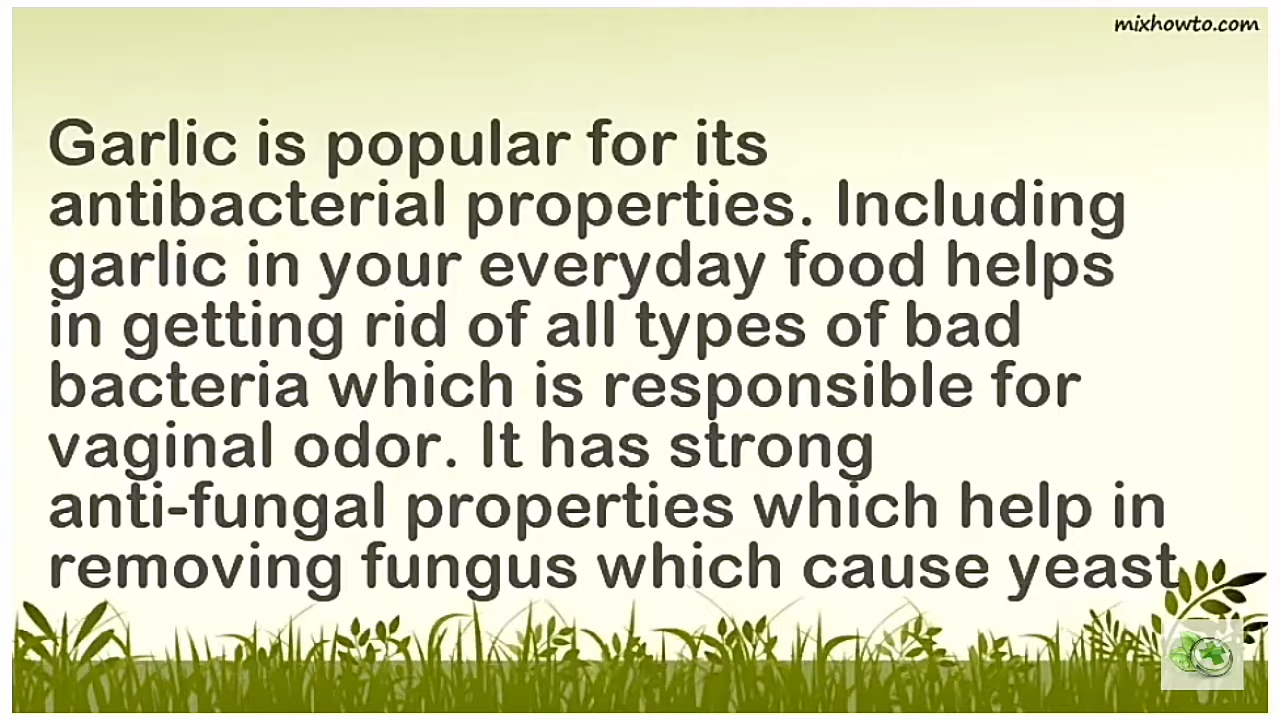 mixhowto.com
Garlic is popular for its
antibacterial properties. Including
garlic in your everyday food helps
in getting rid of all types of bad
bacteria which is responsible for
vaginal odor. It has strong
anti-fungal properties which help in
removing fungus which cause yeast